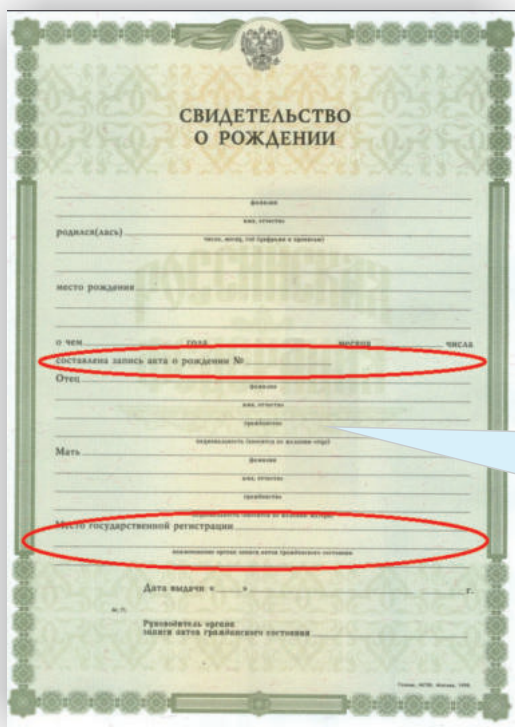 СВИДЕТЕЛЬСТВО
О РОЖДЕНИИ
фамилия
имя, отчество
родился(лась)
число, месяц, год (цифрами и прописью)
место рождения
о чем года месяца числа
составлена запись акта о рождении №
Отец
фамилия
имя, отчество
гражданство
национальность (вносится по желанию отца)
Мать
фамилия
имя, отчество
гражданство
национальность (вносится по желанию матери)
Место государственной регистрации
наименование органа записи актов гражданского состояния
Дата выдачи « » г.
М. П.
Руководитель органа
записи актов гражданского состояния